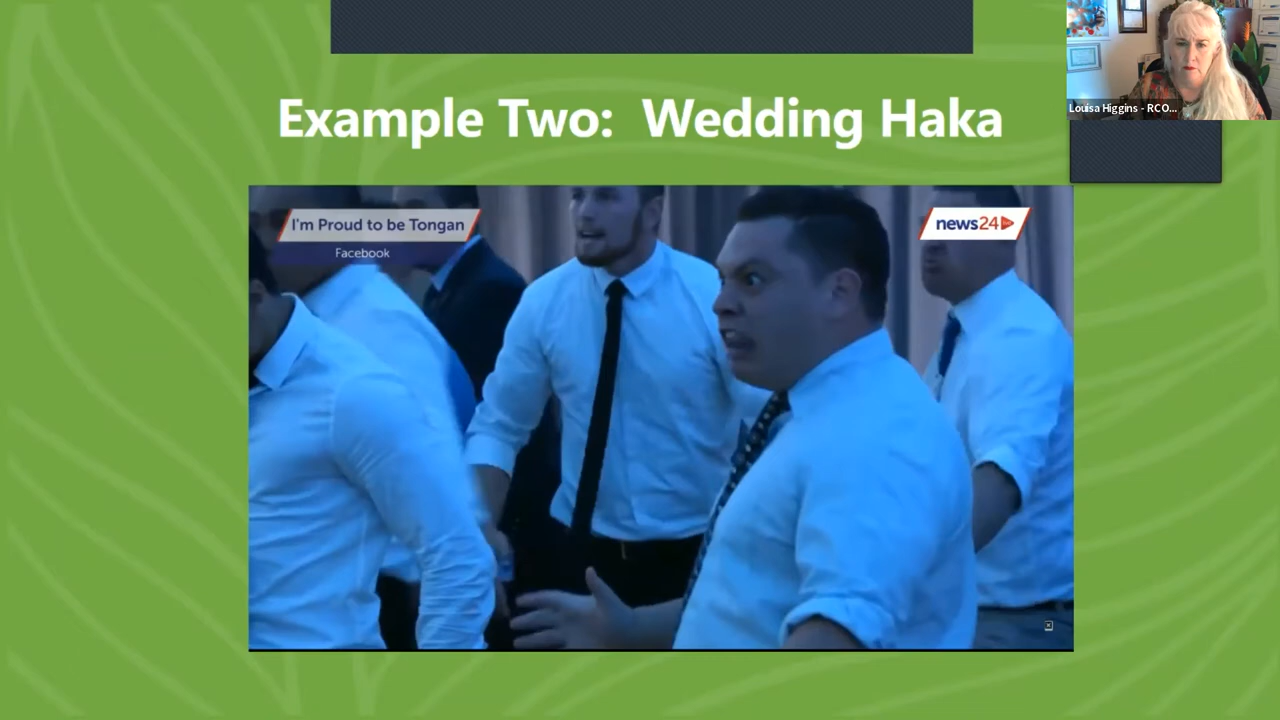 Louisa Higgins - RCO...
Example Two:  Wedding Haka
I'm Proud to be Tongan
Facebook
news24